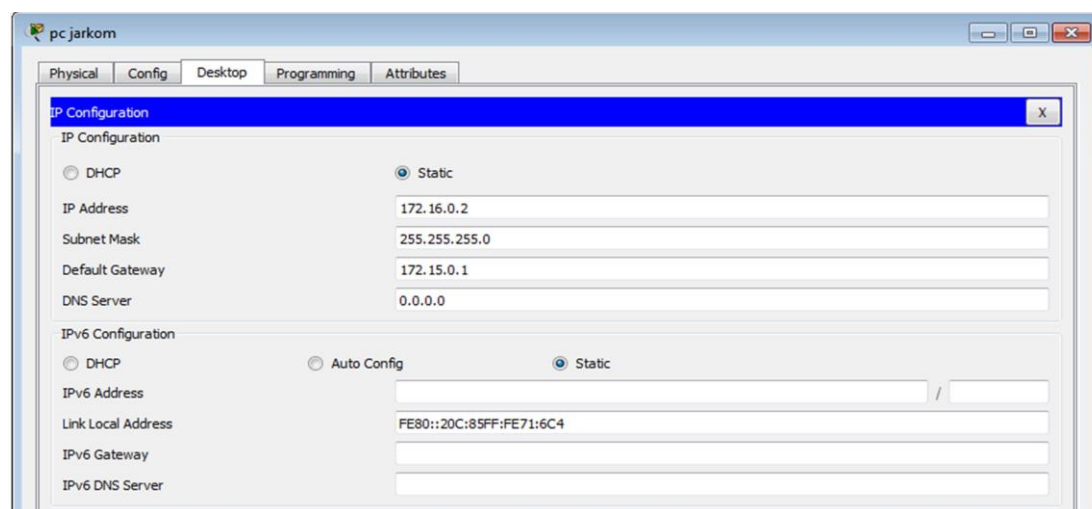 pc jarkom
Physical Config Desktop Programming Attributes
IP Configuration X
IP Configuration
DHCP Static
IP Address 172.16.0.2
Subnet Mask 255.255.255.0
Default Gateway 172.15.0.1
DNS Server 0.0.0.0
IPv6 Configuration
DHCP Auto Config Static
IPv6 Address /
Link Local Address FE80::20C:85FF:FE71:6C4
IPv6 Gateway
IPv6 DNS Server